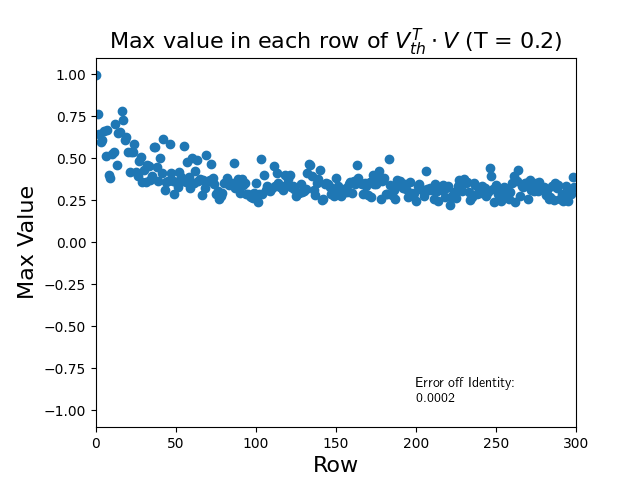 Max value in each row of $V_{th}^{T} \cdot V$ (T = 0.2)
1.00
0.75
0.50
0.25
0.00
−0.25
−0.50
−0.75
−1.00
Max Value
Error off Identity:
0.0002
0 50 100 150 200 250 300
Row